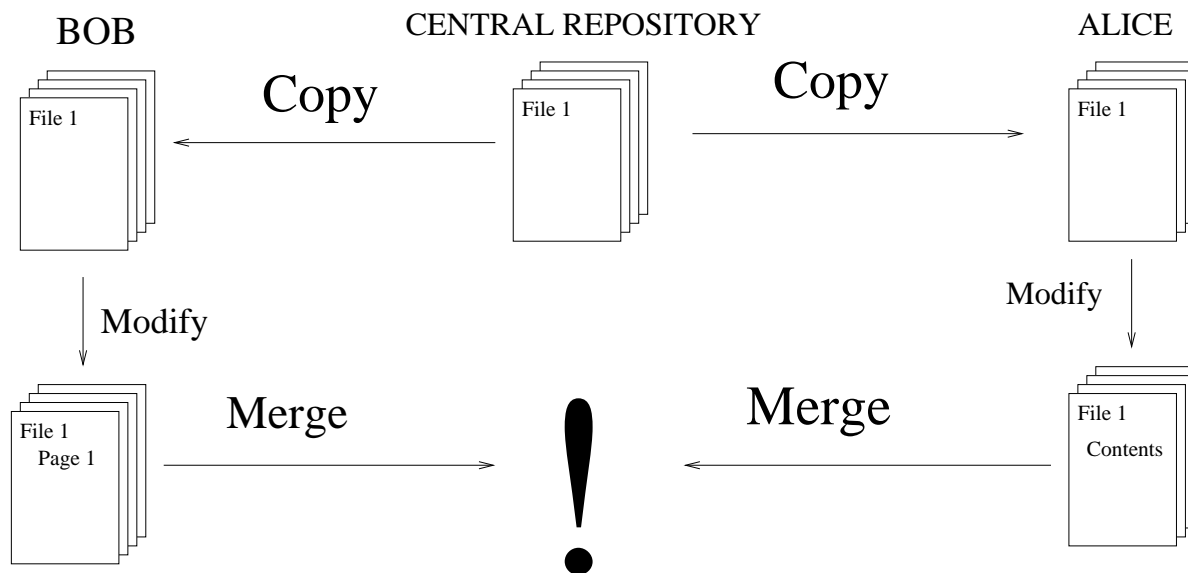 BOB
CENTRAL REPOSITORY
ALICE
Copy
Copy
File 1
File 1
File 1
Modify
Modify
Merge
Merge
File 1
Page 1
!
File 1
Contents